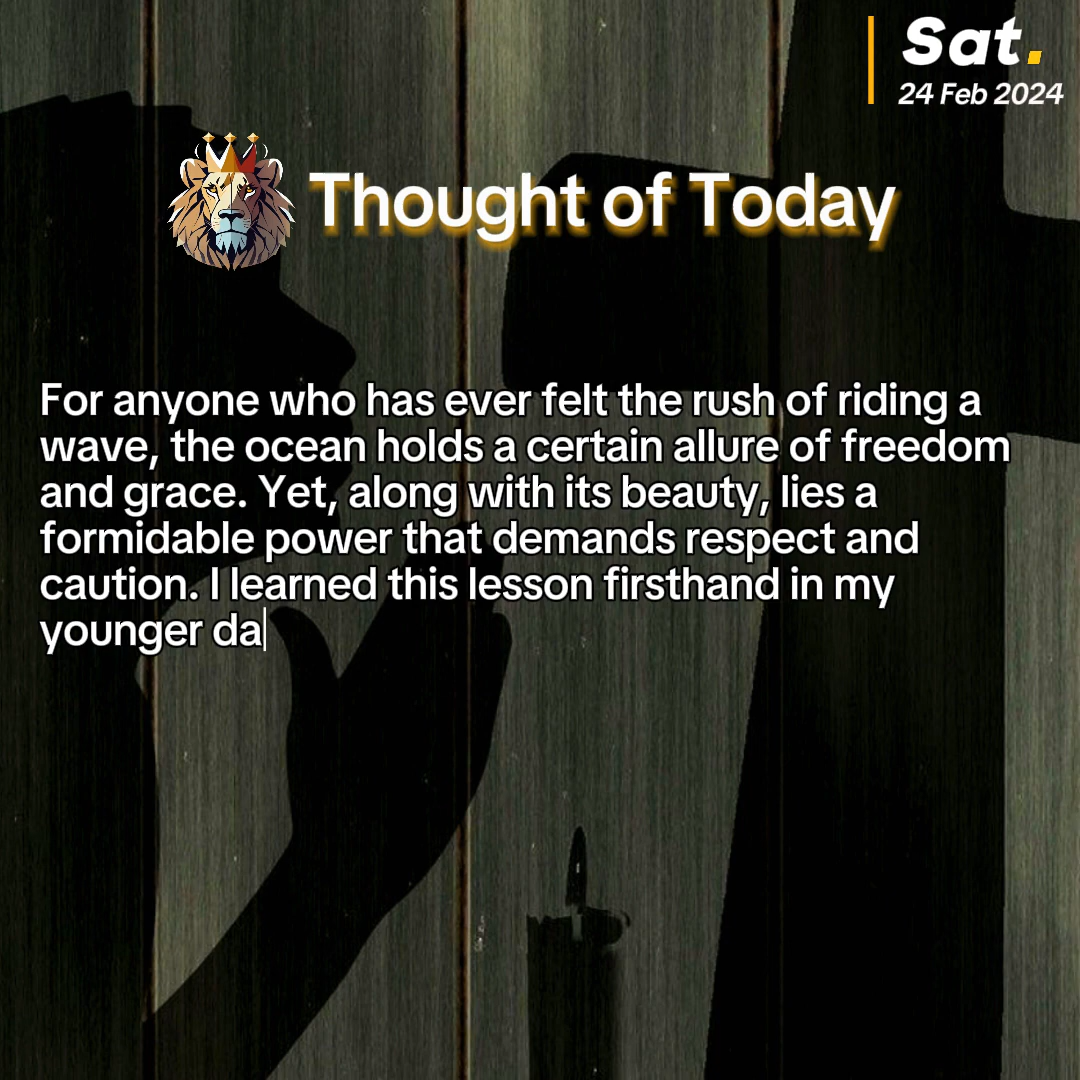 Sat.
24 Feb 2024
Thought of Today
For anyone who has ever felt the rush of riding a
wave, the ocean holds a certain allure of freedom
and grace. Yet, along with its beauty, lies a
formidable power that demands respect and
caution. I learned this lesson firsthand in my
younger da